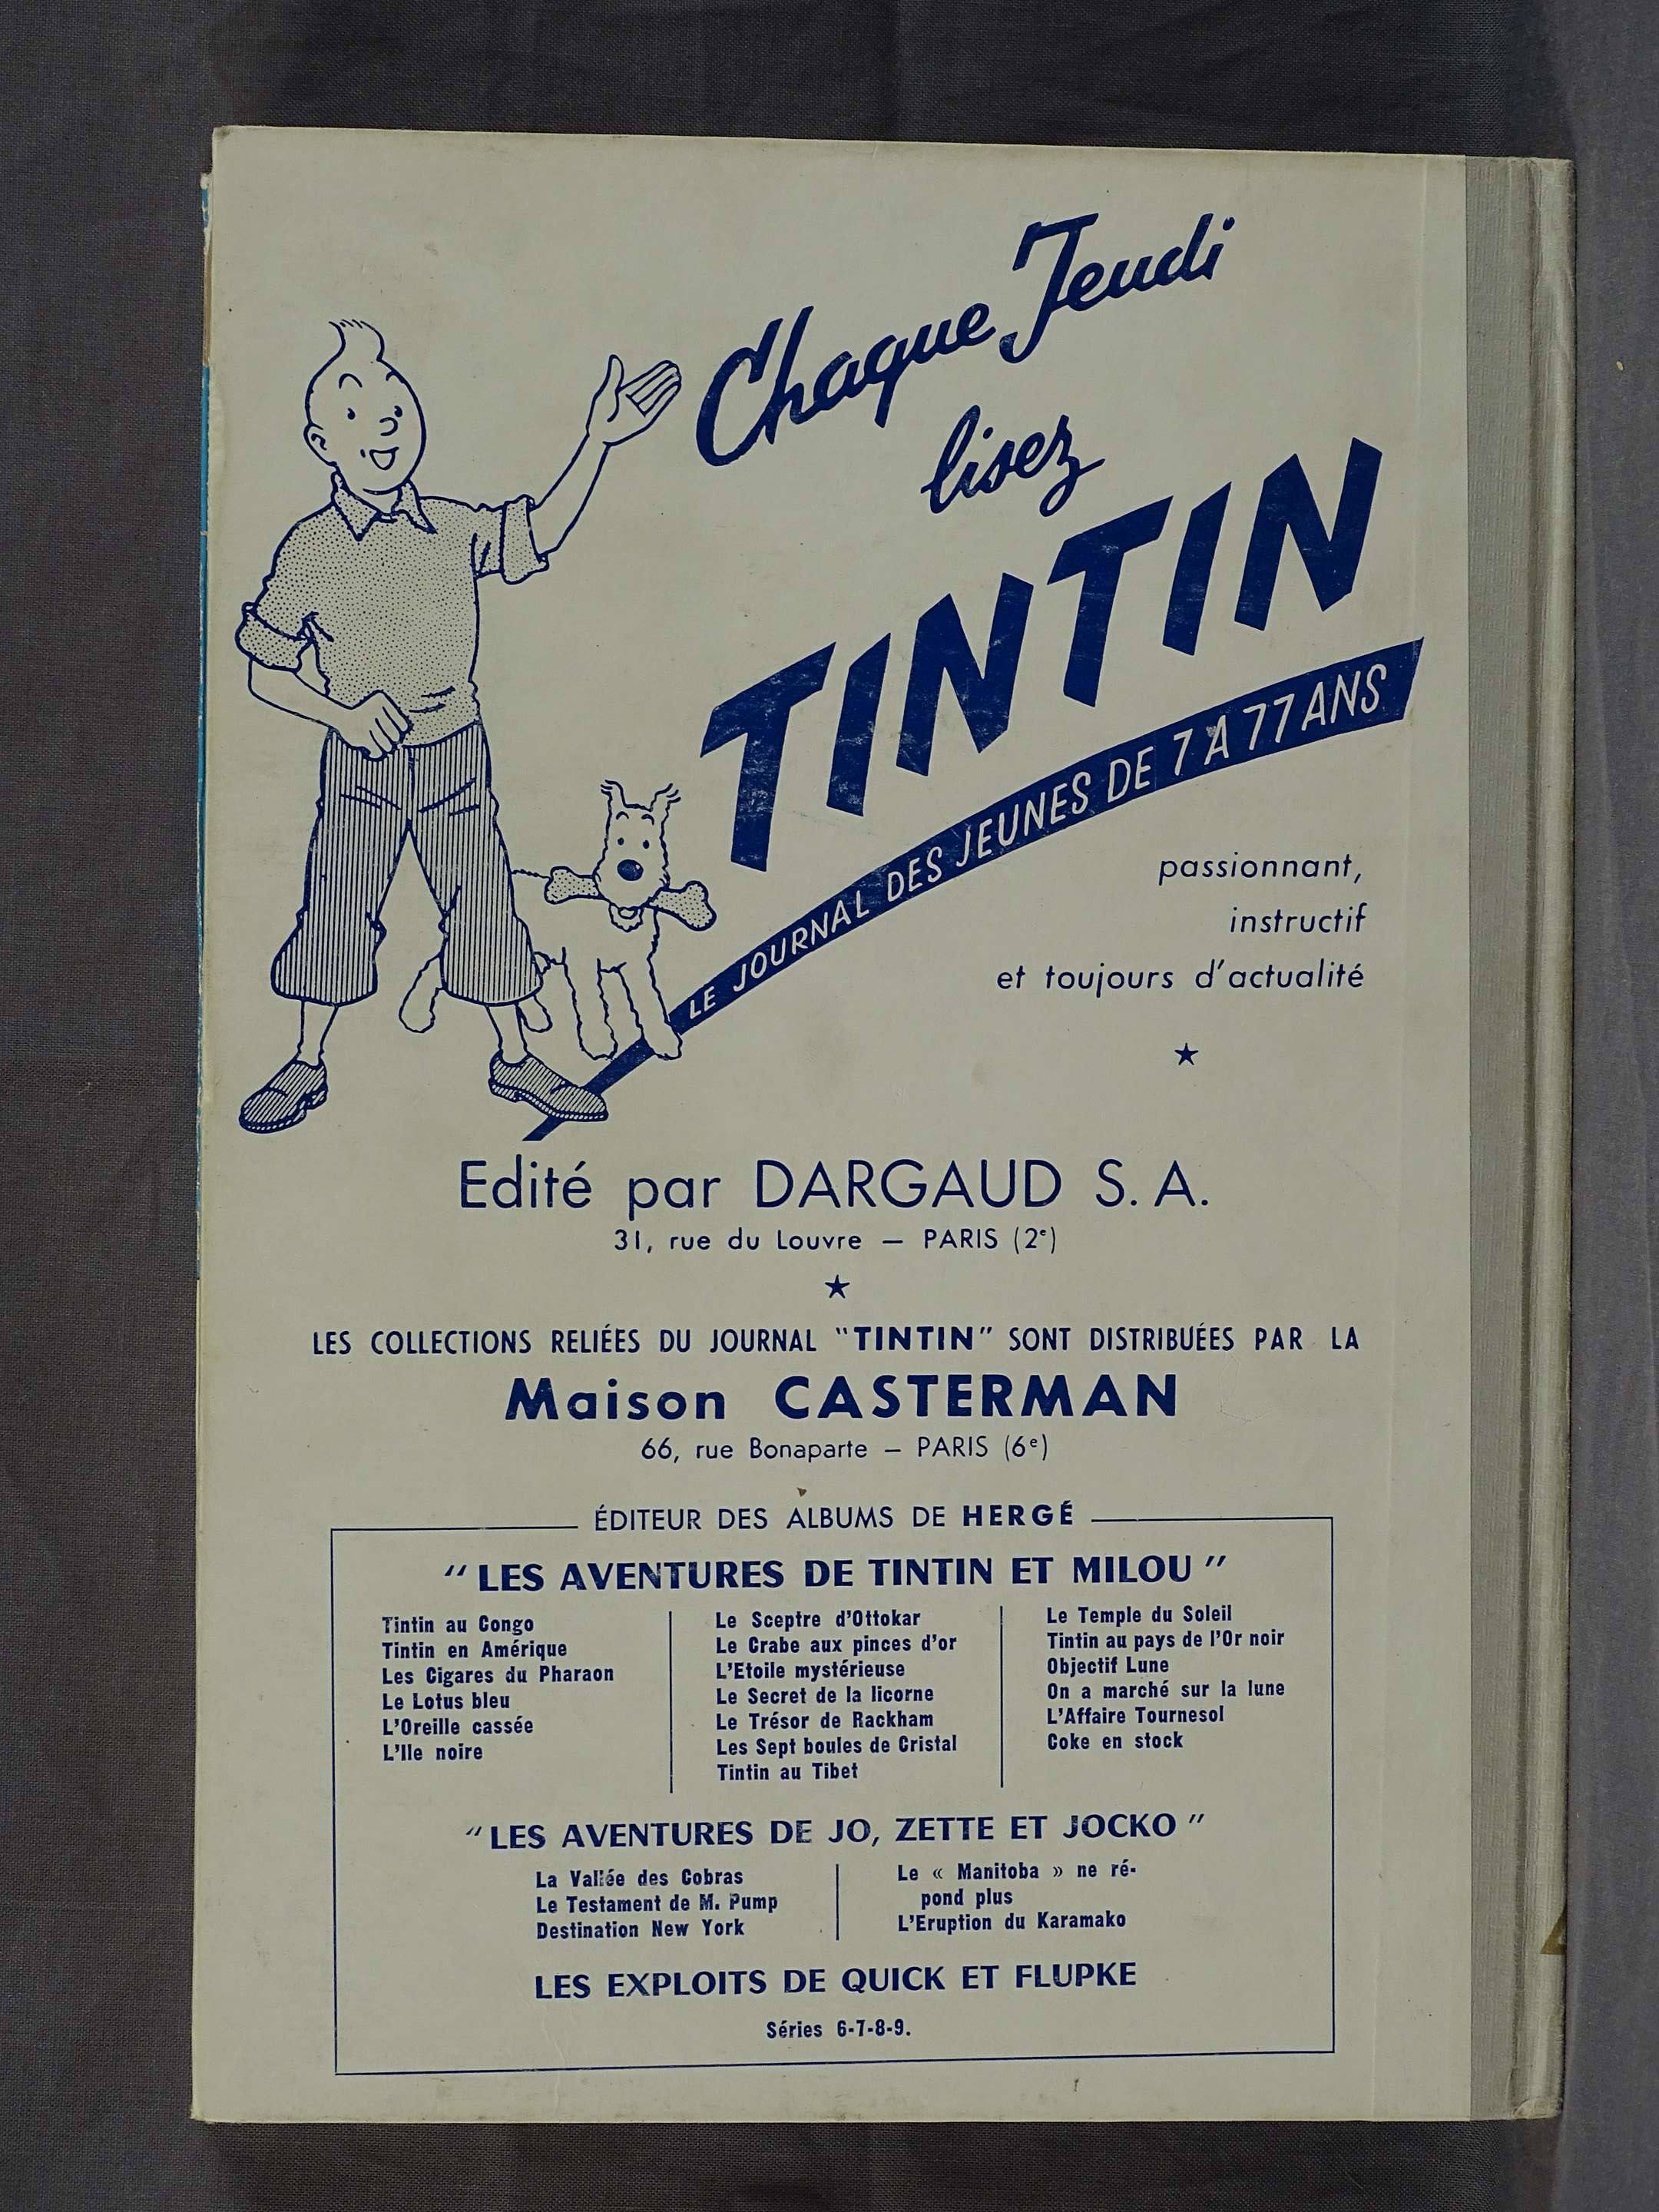 Chaque Jeudi
lisez
TINTIN
LE JOURNAL DES JEUNES DE 7 A 77 ANS
passionnant,
instructif
et toujours d'actualité
★
Edité par DARGAUD S. A.
31, rue du Louvre — PARIS (2e)
★
LES COLLECTIONS RELIÉES DU JOURNAL "TINTIN" SONT DISTRIBUÉES PAR LA
Maison CASTERMAN
66, rue Bonaparte — PARIS (6e)
ÉDITEUR DES ALBUMS DE HERGÉ
"LES AVENTURES DE TINTIN ET MILOU"
Tintin au Congo
Tintin en Amérique
Les Cigares du Pharaon
Le Lotus bleu
L'Oreille cassée
L'Ile noire
Le Sceptre d'Ottokar
Le Crabe aux pinces d'or
L'Etoile mystérieuse
Le Secret de la licorne
Le Trésor de Rackham
Les Sept boules de Cristal
Tintin au Tibet
Le Temple du Soleil
Tintin au pays de l'Or noir
Objectif Lune
On a marché sur la lune
L'Affaire Tournesol
Coke en stock
"LES AVENTURES DE JO, ZETTE ET JOCKO"
La Vallée des Cobras
Le Testament de M. Pump
Destination New York
Le « Manitoba » ne ré-
pond plus
L'Eruption du Karamako
LES EXPLOITS DE QUICK ET FLUPKE
Séries 6-7-8-9.